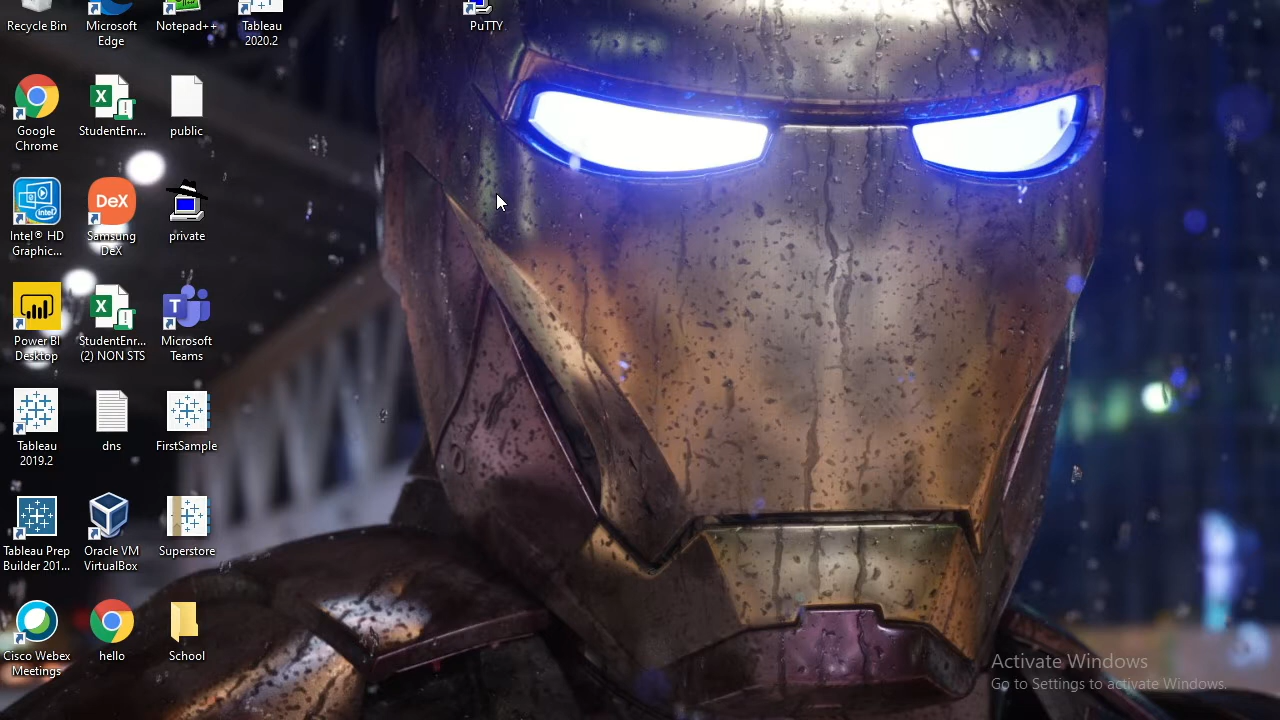 Recycle Bin
Microsoft
Edge
Notepad++
Tableau
2020.2
PuTTY
Google
Chrome
StudentEnr...
public
Intel® HD
Graphic...
DeX
Samsung
DeX
private
Power BI
Desktop
StudentEnr...
(2) NON STS
Microsoft
Teams
Tableau
2019.2
dns
FirstSample
Tableau Prep
Builder 201...
Oracle VM
VirtualBox
Superstore
Cisco Webex
Meetings
hello
School
Activate Windows
Go to Settings to activate Windows.